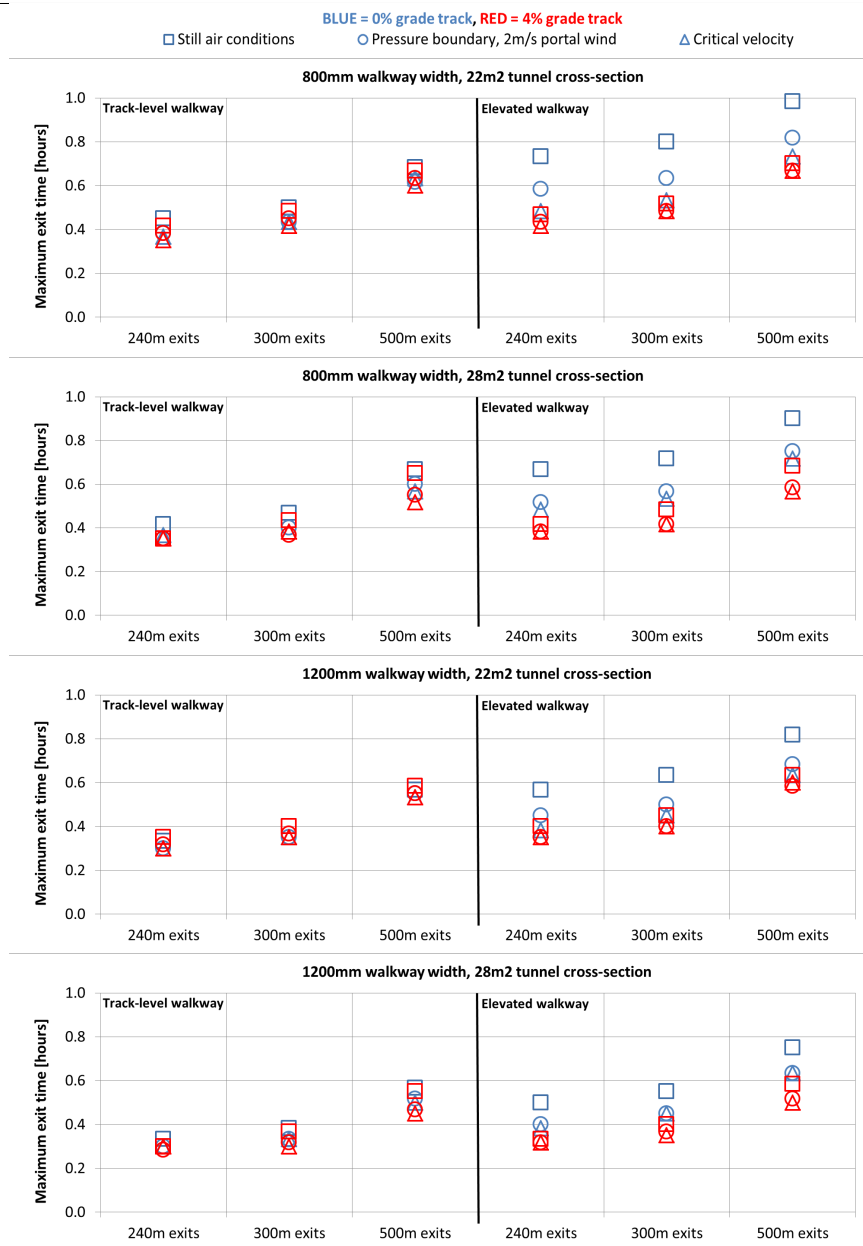 BLUE = 0% grade track, RED = 4% grade track
Still air conditions Pressure boundary, 2m/s portal wind Critical velocity
800mm walkway width, 22m2 tunnel cross-section
Maximum exit time [hours]
1.0
0.8
0.6
0.4
0.2
0.0
Track-level walkway Elevated walkway
240m exits 300m exits 500m exits 240m exits 300m exits 500m exits
800mm walkway width, 28m2 tunnel cross-section
Maximum exit time [hours]
1.0
0.8
0.6
0.4
0.2
0.0
Track-level walkway Elevated walkway
240m exits 300m exits 500m exits 240m exits 300m exits 500m exits
1200mm walkway width, 22m2 tunnel cross-section
Maximum exit time [hours]
1.0
0.8
0.6
0.4
0.2
0.0
Track-level walkway Elevated walkway
240m exits 300m exits 500m exits 240m exits 300m exits 500m exits
1200mm walkway width, 28m2 tunnel cross-section
Maximum exit time [hours]
1.0
0.8
0.6
0.4
0.2
0.0
Track-level walkway Elevated walkway
240m exits 300m exits 500m exits 240m exits 300m exits 500m exits